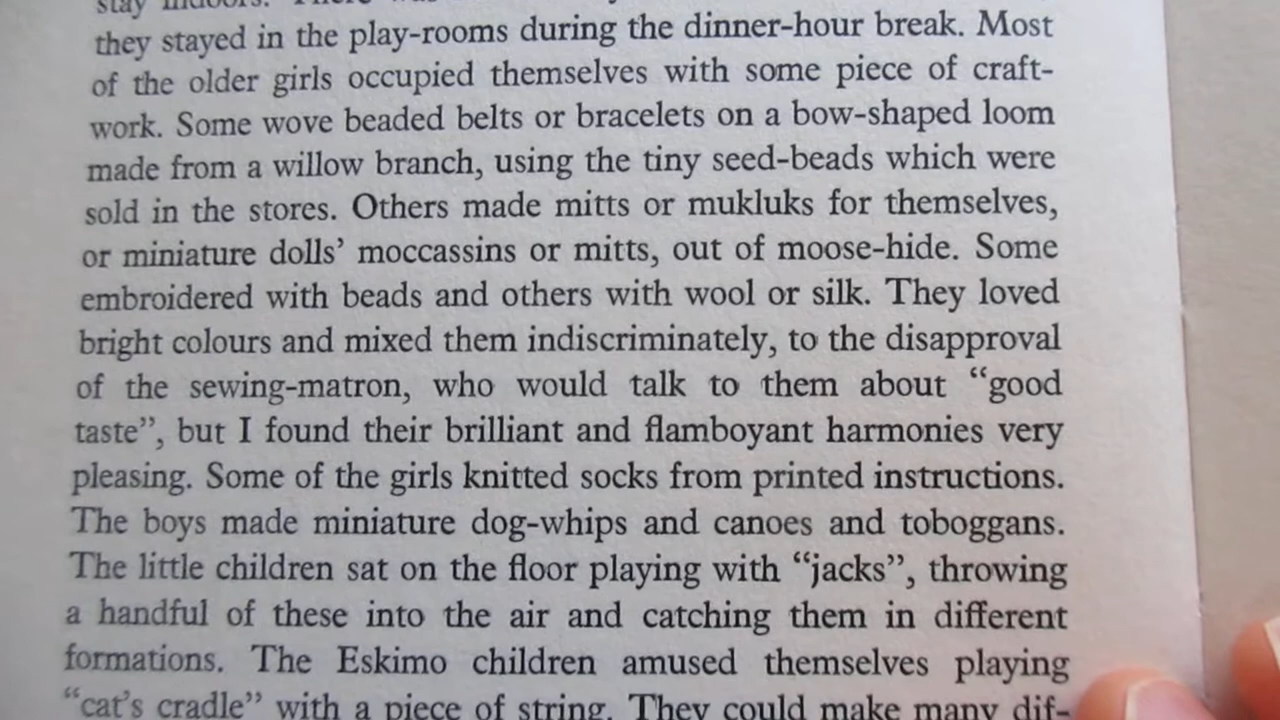 stay indoors.
they stayed in the play-rooms during the dinner-hour break. Most
of the older girls occupied themselves with some piece of craft-
work. Some wove beaded belts or bracelets on a bow-shaped loom
made from a willow branch, using the tiny seed-beads which were
sold in the stores. Others made mitts or mukluks for themselves,
or miniature dolls’ moccassins or mitts, out of moose-hide. Some
embroidered with beads and others with wool or silk. They loved
bright colours and mixed them indiscriminately, to the disapproval
of the sewing-matron, who would talk to them about “good
taste”, but I found their brilliant and flamboyant harmonies very
pleasing. Some of the girls knitted socks from printed instructions.
The boys made miniature dog-whips and canoes and toboggans.
The little children sat on the floor playing with “jacks”, throwing
a handful of these into the air and catching them in different
formations. The Eskimo children amused themselves playing
“cat’s cradle” with a piece of string. They could make many dif-